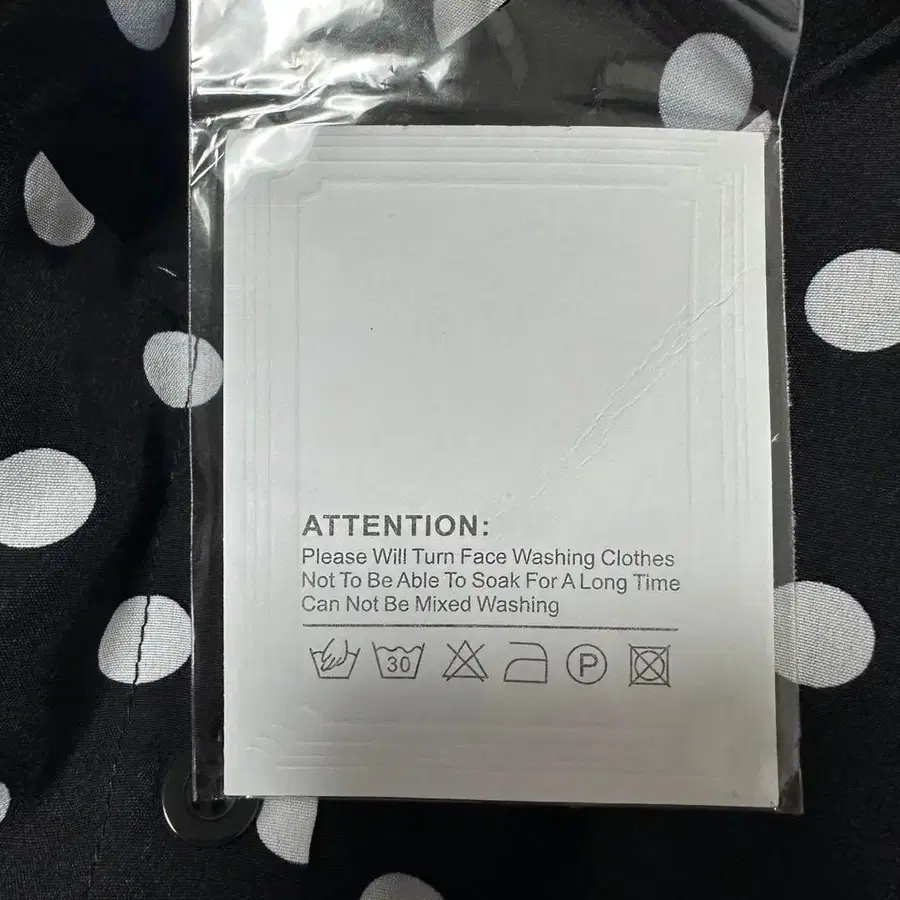 ATTENTION:
Please Will Turn Face Washing Clothes
Not To Be Able To Soak For A Long Time
Can Not Be Mixed Washing
30 P